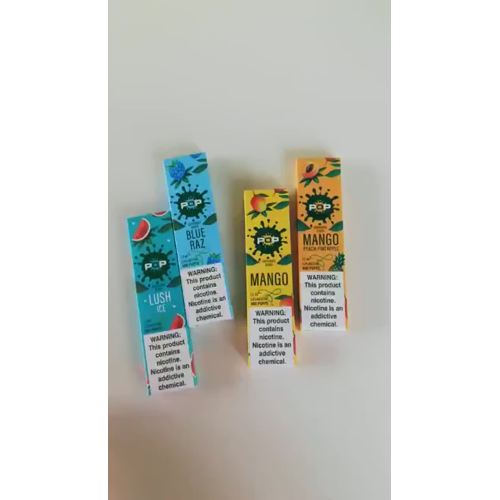 POP
LUSH
ICE
WARNING:
This product
contains
nicotine.
Nicotine is an
addictive
chemical.
POP
BLUE
RAZ
WARNING:
This product
contains
nicotine.
Nicotine is an
addictive
chemical.
POP
MANGO
WARNING:
This product
contains
nicotine.
Nicotine is an
addictive
chemical.
POP
MANGO
PEACH PINEAPPLE
WARNING:
This product
contains
nicotine.
Nicotine is an
addictive
chemical.